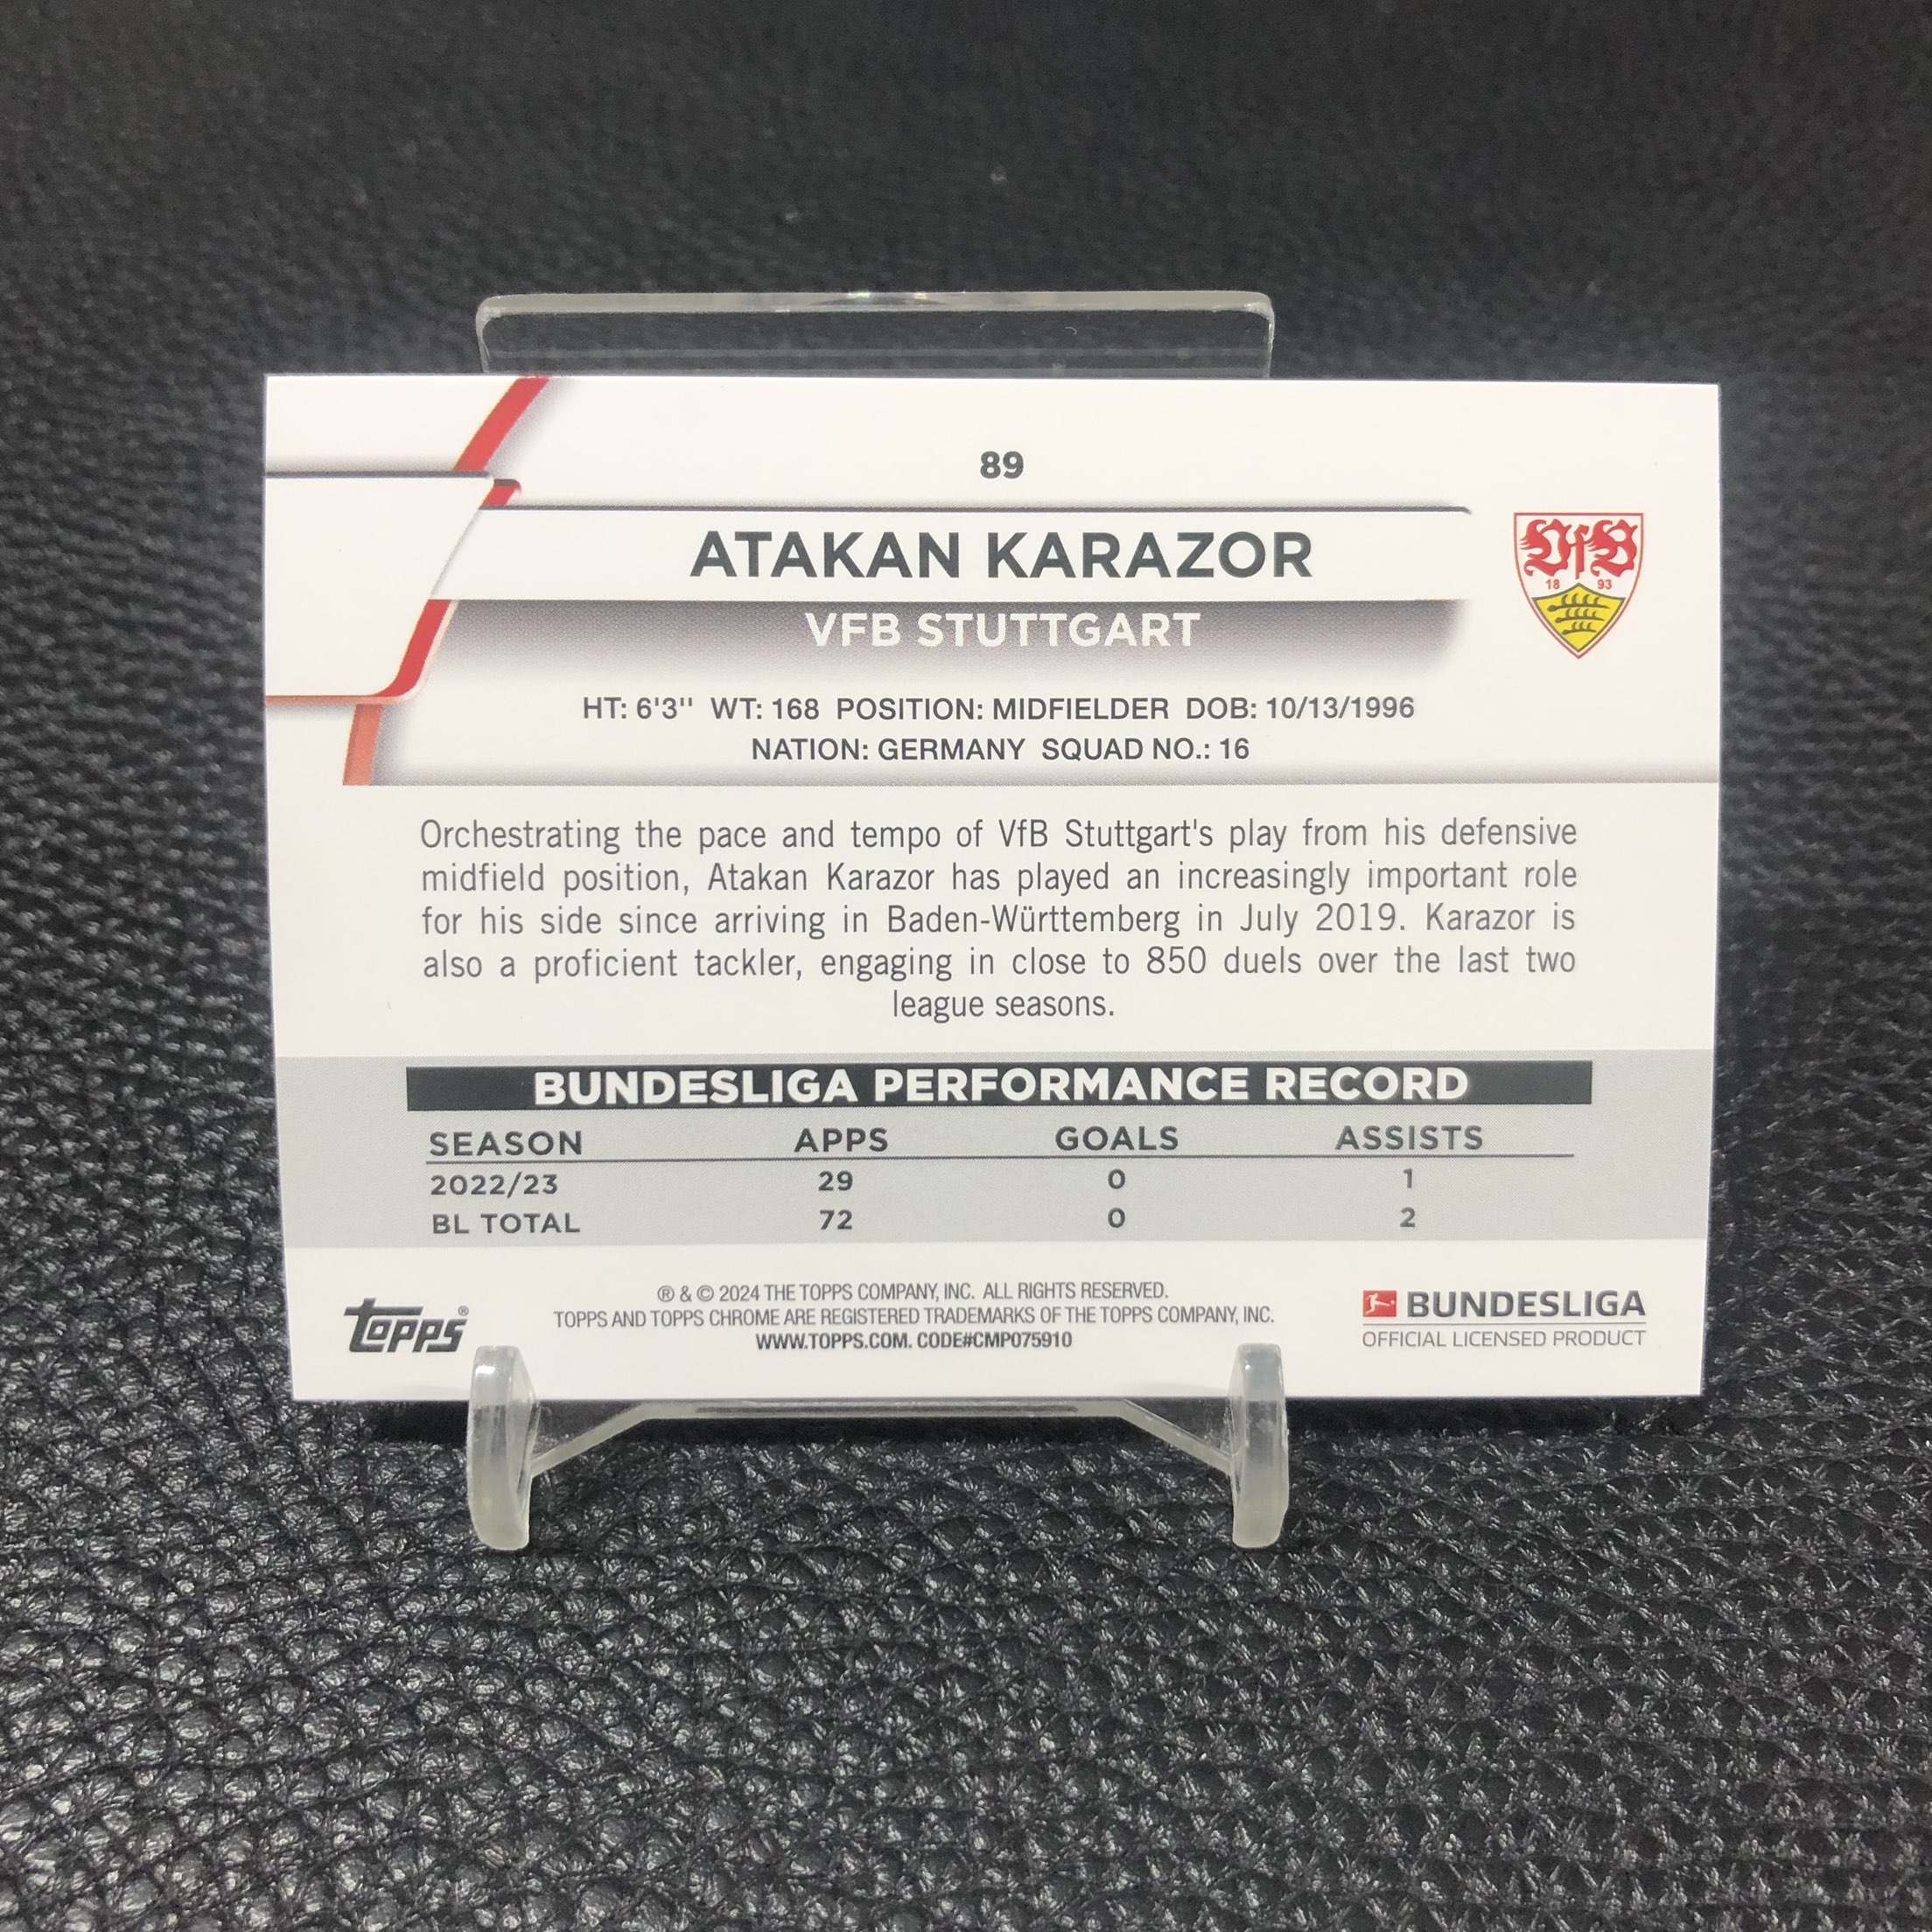 89
ATAKAN KARAZOR
VFB STUTTGART
VfB
18 93
HT: 6'3'' WT: 168 POSITION: MIDFIELDER DOB: 10/13/1996
NATION: GERMANY SQUAD NO.: 16
Orchestrating the pace and tempo of VfB Stuttgart's play from his defensive
midfield position, Atakan Karazor has played an increasingly important role
for his side since arriving in Baden-Württemberg in July 2019. Karazor is
also a proficient tackler, engaging in close to 850 duels over the last two
league seasons.
BUNDESLIGA PERFORMANCE RECORD
SEASON APPS GOALS ASSISTS
2022/23 29 0 1
BL TOTAL 72 0 2
topps®
® & © 2024 THE TOPPS COMPANY, INC. ALL RIGHTS RESERVED.
TOPPS AND TOPPS CHROME ARE REGISTERED TRADEMARKS OF THE TOPPS COMPANY, INC.
WWW.TOPPS.COM. CODE#CMP075910
BUNDESLIGA
OFFICIAL LICENSED PRODUCT